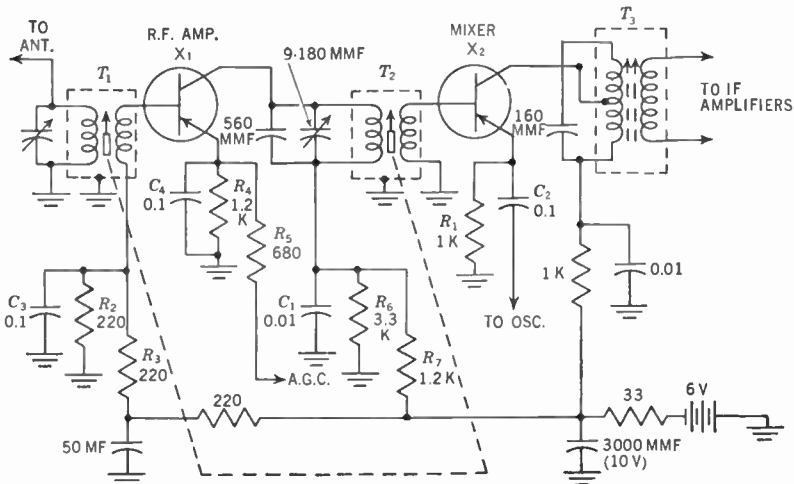 TO
ANT.
R.F. AMP.
X1
MIXER
X2
T1
T2
T3
9-180 MMF
560
MMF
160
MMF
TO IF
AMPLIFIERS
C4
0.1
R4
1.2
K
R5
680
R1
1K
C2
0.1
1K
0.01
C3
0.1
R2
220
R3
220
C1
0.01
R6
3.3
K
R7
1.2 K
TO OSC.
A.G.C.
220
33
6 V
50 MF
3000 MMF
(10 V)